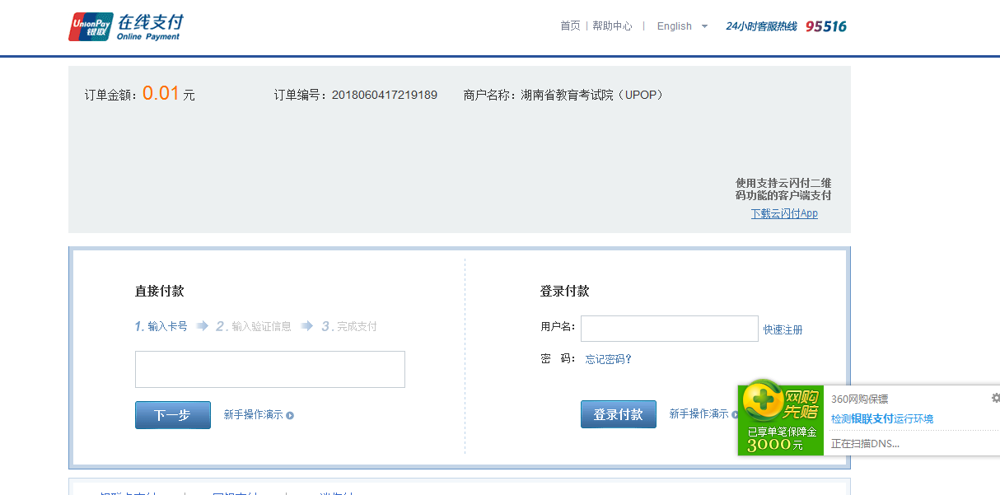 UnionPay 银联 在线支付 Online Payment
首页 | 帮助中心 | English 24小时客服热线 95516
订单金额：0.01 元 订单编号：2018060417219189 商户名称：湖南省教育考试院（UPOP）
使用支持云闪付二维
码功能的客户端支付
下载云闪付App
直接付款 登录付款
1. 输入卡号 2. 输入验证信息 3. 完成支付
用户名： 快速注册
密 码： 忘记密码?
下一步 新手操作演示
登录付款 新手操作演示
网购先赔
已享单笔保障金
3000元
360网购保镖
检测银联支付运行环境
正在扫描DNS...